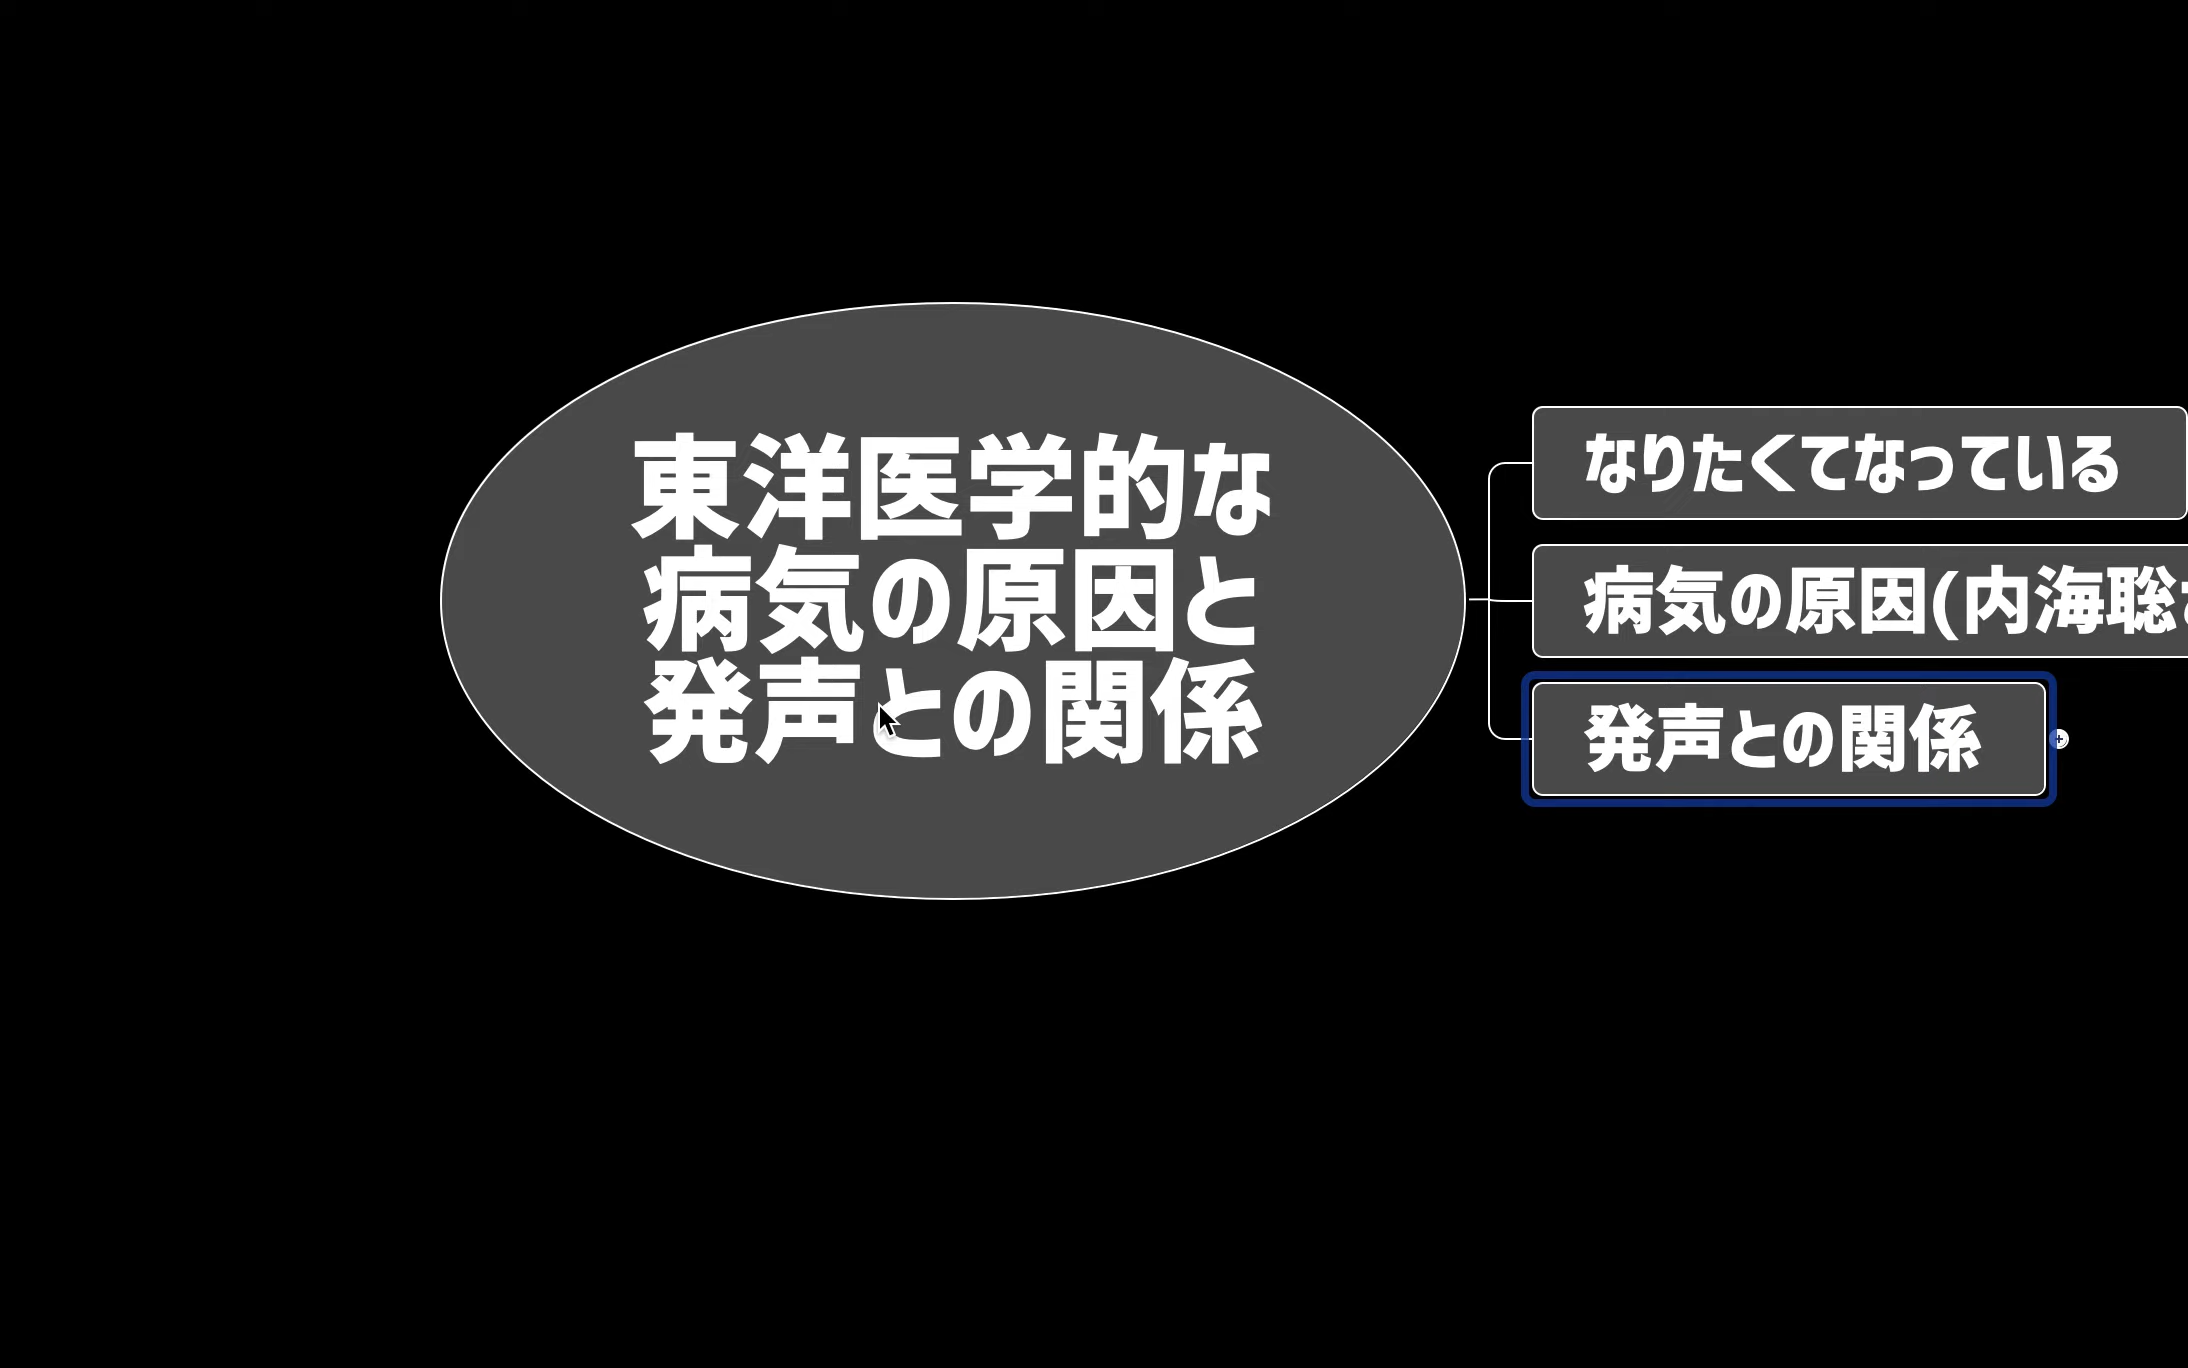 東洋医学的な
病気の原因と
発声との関係
なりたくてなっている
病気の原因(内海聡
発声との関係